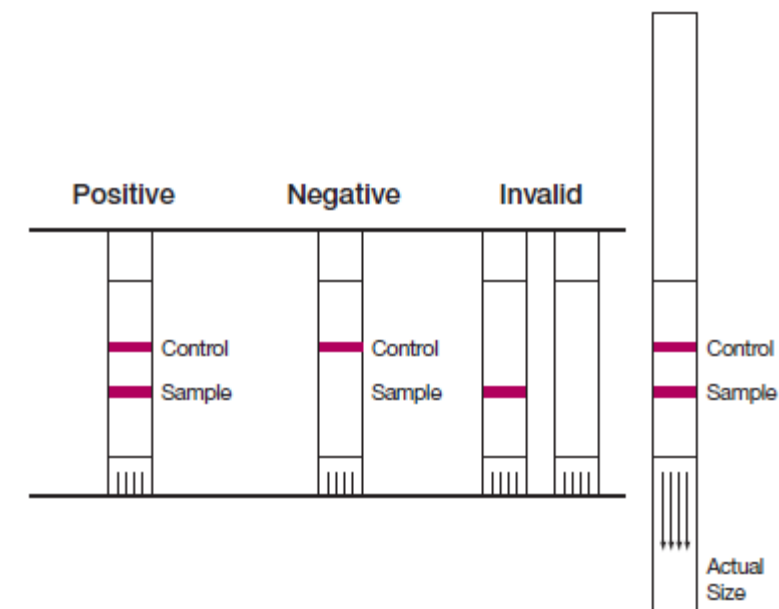 Positive
Negative
Invalid
Control
Control
Control
Sample
Sample
Sample
Actual
Size